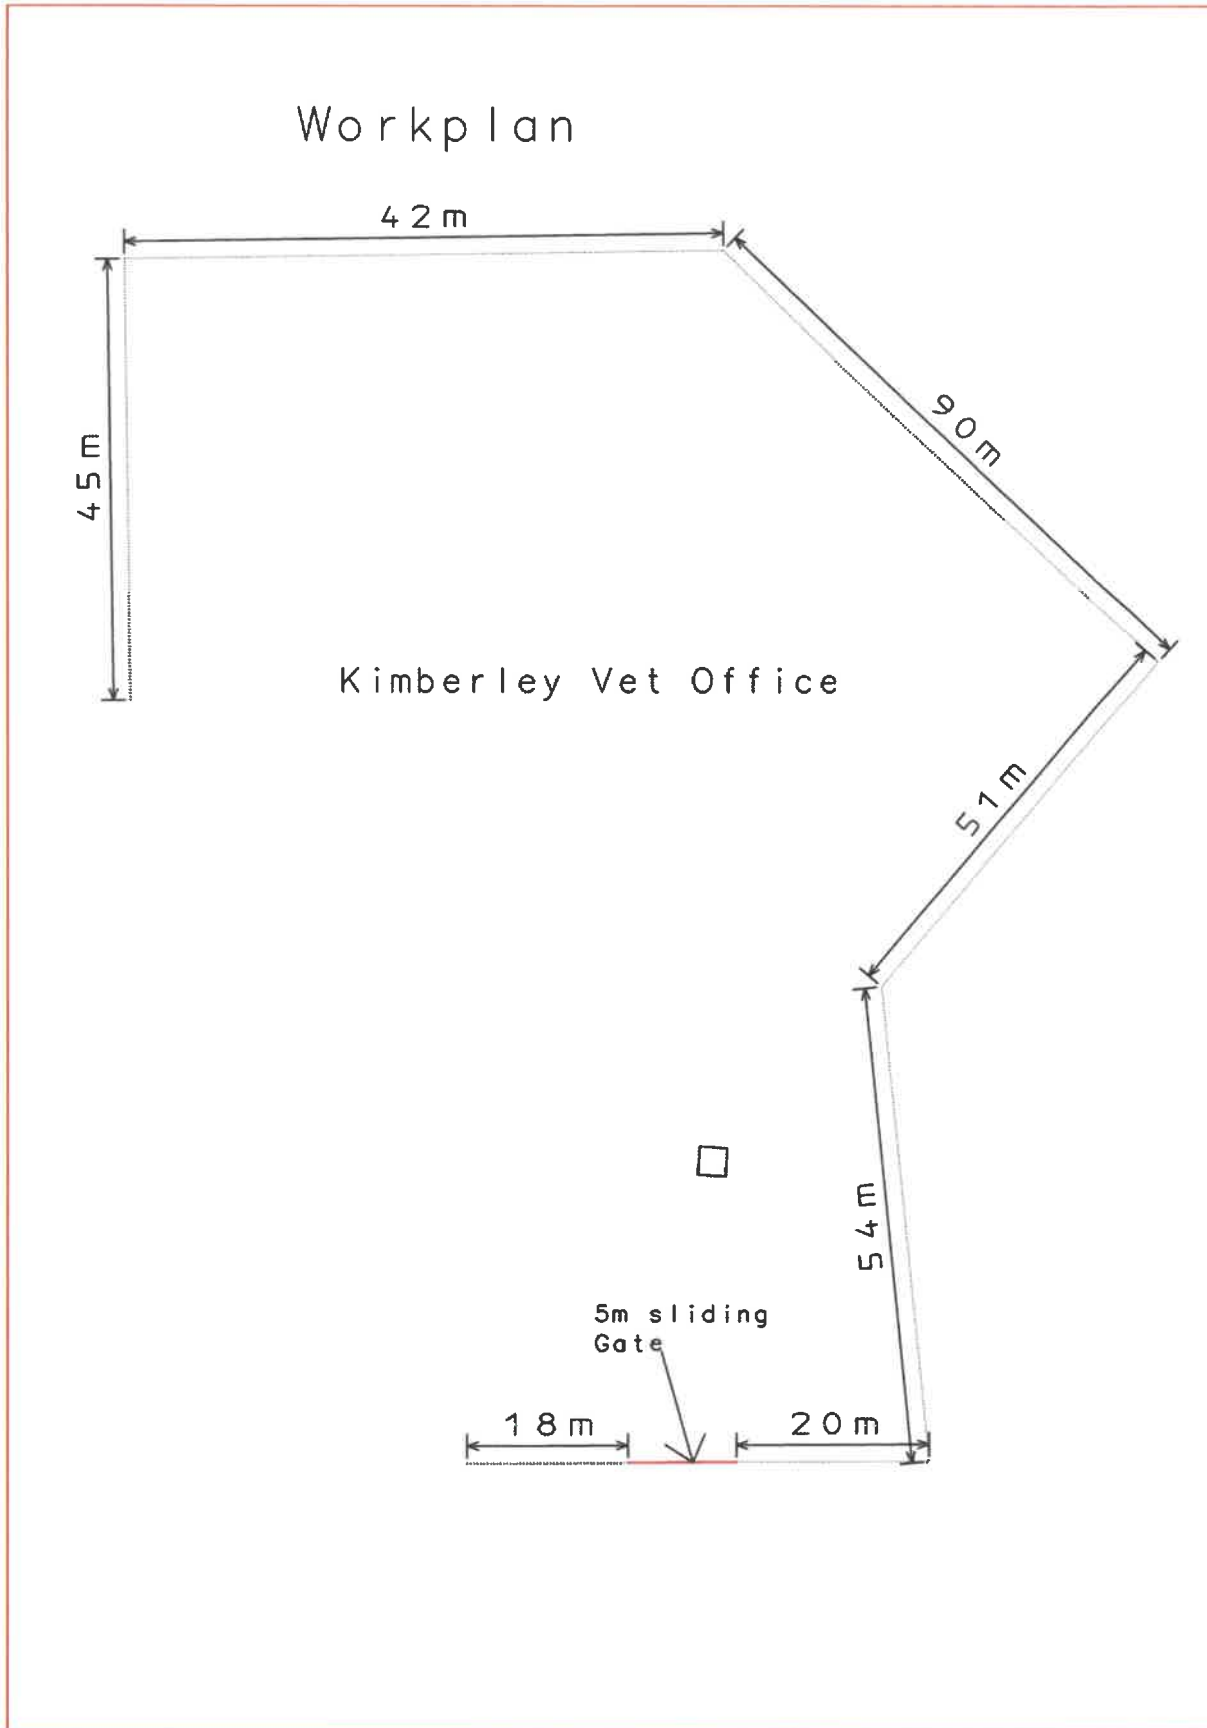 Workplan
42m
90m
45m
Kimberley Vet Office
51m
54m
5m sliding
Gate
18m
20m